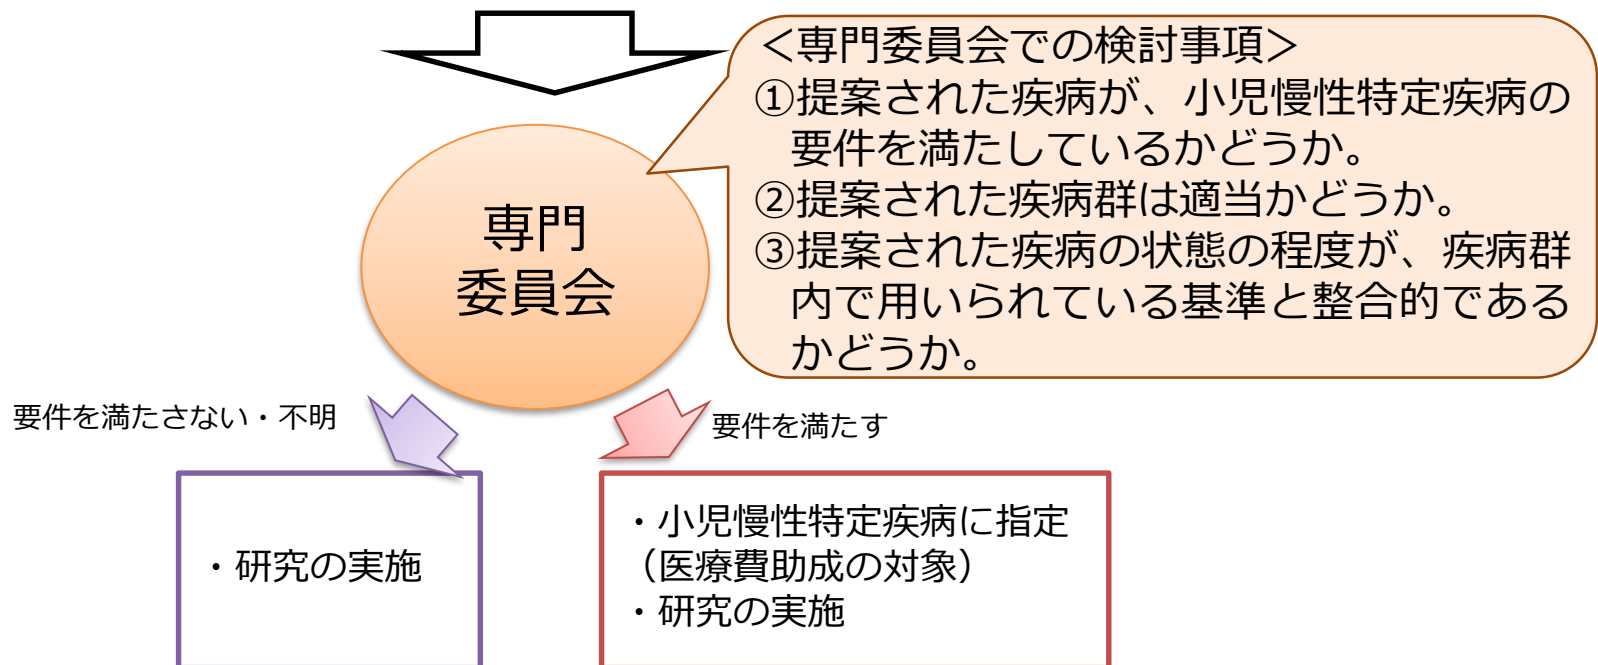 ＜専門委員会での検討事項＞
①提案された疾病が、小児慢性特定疾病の
要件を満たしているかどうか。
②提案された疾病群は適当かどうか。
③提案された疾病の状態の程度が、疾病群
内で用いられている基準と整合的である
かどうか。
専門
委員会
要件を満たさない・不明
要件を満たす
・研究の実施
・小児慢性特定疾病に指定
（医療費助成の対象）
・研究の実施